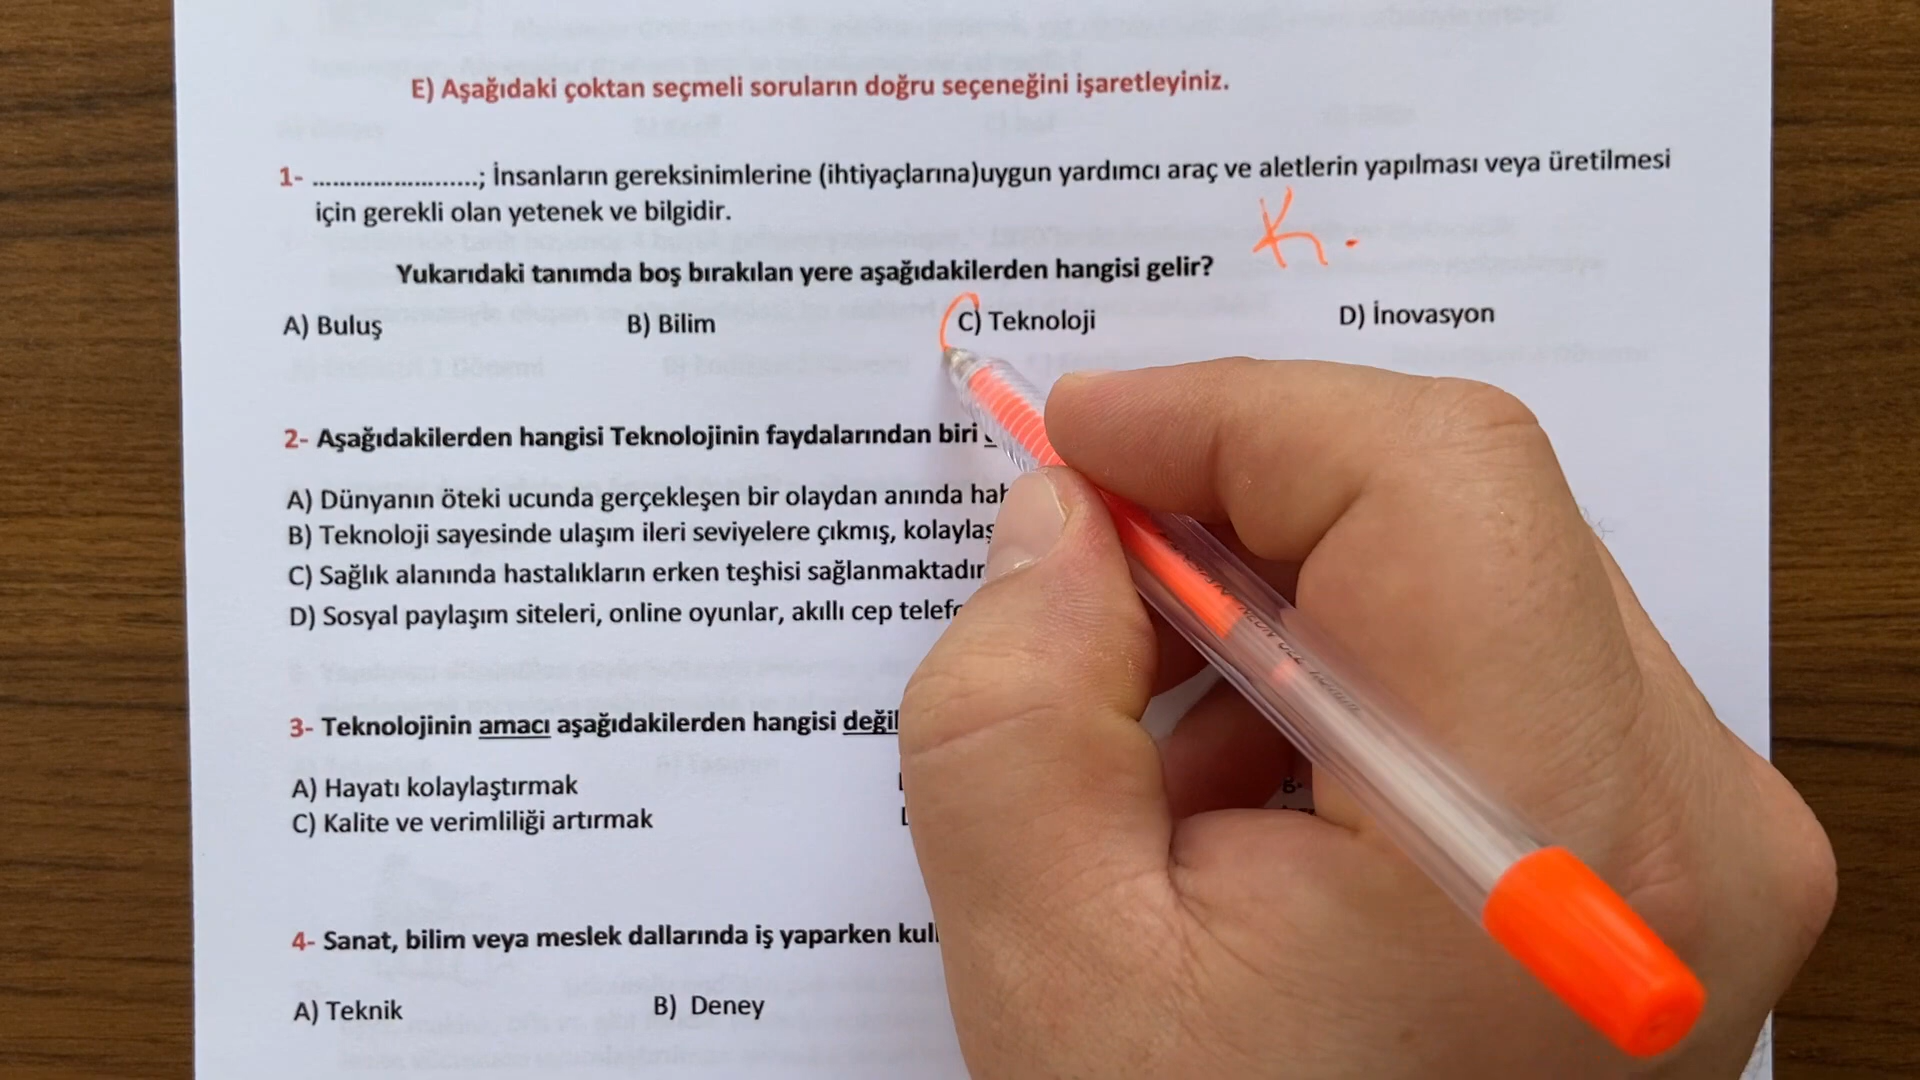 E) Aşağıdaki çoktan seçmeli soruların doğru seçeneğini işaretleyiniz.
1- ..........................; İnsanların gereksinimlerine (ihtiyaçlarına)uygun yardımcı araç ve aletlerin yapılması veya üretilmesi
için gerekli olan yetenek ve bilgidir.
K.
Yukarıdaki tanımda boş bırakılan yere aşağıdakilerden hangisi gelir?
A) Buluş B) Bilim C) Teknoloji D) İnovasyon
2- Aşağıdakilerden hangisi Teknolojinin faydalarından biri
A) Dünyanın öteki ucunda gerçekleşen bir olaydan anında
B) Teknoloji sayesinde ulaşım ileri seviyelere çıkmış,
C) Sağlık alanında hastalıkların erken teşhisi sağlanmaktadır
D) Sosyal paylaşım siteleri, online oyunlar, akıllı cep
3- Teknolojinin amacı aşağıdakilerden hangisi değil
A) Hayatı kolaylaştırmak
C) Kalite ve verimliliği artırmak
4- Sanat, bilim veya meslek dallarında iş yaparken
A) Teknik B) Deney